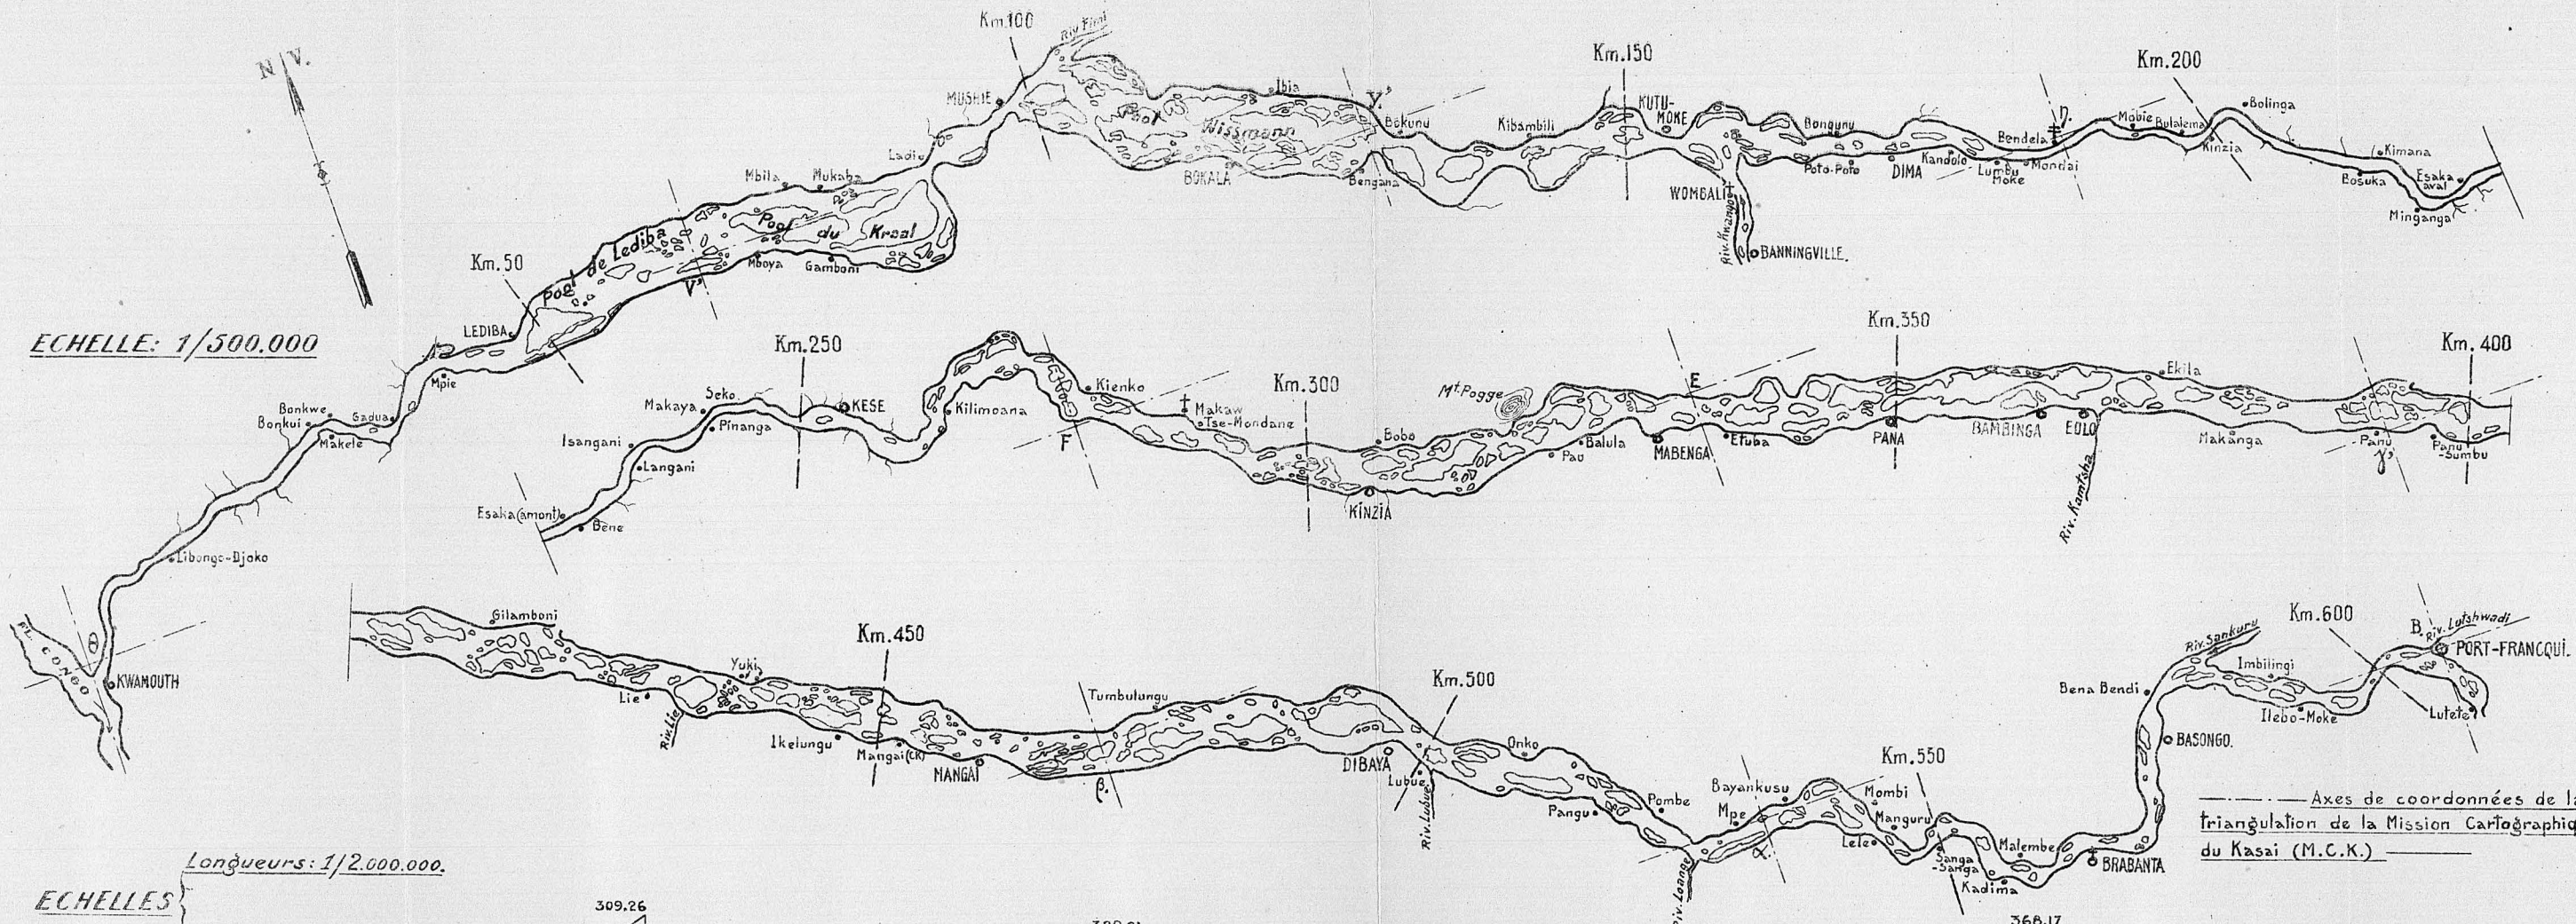 N V.
ECHELLE: 1/500.000
Km.50
Km.100
Km.150
Km.200
Riv. Fimi
MUSHIE
Ladi
Mbila
Mukaba
Pool de Lediba
Pool du Kraal
V'
Mboya
Gamboni
LEDIBA
Mpie
Bonkwe
Bonkui
Gadua
Makele
Libongo-Djoko
FL. CONGO
Θ
KWAMOUTH
Pool Wissmann
Ibia
V.'
BOKALA
Bengana
Bokunu
Kibambili
KUTU-
MOKE
WOMBALI
Riv. Kwango
BANNINGVILLE.
Bongunu
Poto-Poto
DIMA
Kandolo
Lumbu
Moke
Bendela
Mondai
η.
Mobie
Bulalema
Kinzia
Bolinga
Kimana
Bosuka
Esaka
aval
Minganga
Km.250
Km.300
Km.350
Km.400
Esaka(amont)
Bene
Isangani
Langani
Makaya
Seko
Pinanga
KESE
Kilimoana
F
Kienko
Makaw
Tse-Mondane
Bobo
KINZIA
Mt. Pogge
Pau
Balula
MABENGA
E
Etuba
PANA
BAMBINGA
EOLO
Riv. Kamtsha
Ekila
Makanga
Panu
γ'
Panu
-Sumbu
Km.450
Km.500
Km.550
Km.600
Gilamboni
Lie
Riv. Lie
Yuki
Ikelungu
Mangai(CK)
MANGAI
Tumbulungu
β.
DIBAYA
Lubue
Riv. Lubue
Onko
Pangu
Pombe
Riv. Loange
Bayankusu
Mpe
α
Mombi
Manguru
Lele
Sanga
-Sanga
Malembe
Kadima
BRABANTA
BASONGO.
Bena Bendi
Riv. Sankuru
Imbilingi
Ilebo-Moke
B.
Riv. Lutshwadi
PORT-FRANCQUI.
Lutete
Axes de coordonnées de la
triangulation de la Mission Cartographiq
du Kasai (M.C.K.)
Longueurs: 1/2.000.000.
ECHELLES
309.26
368.17